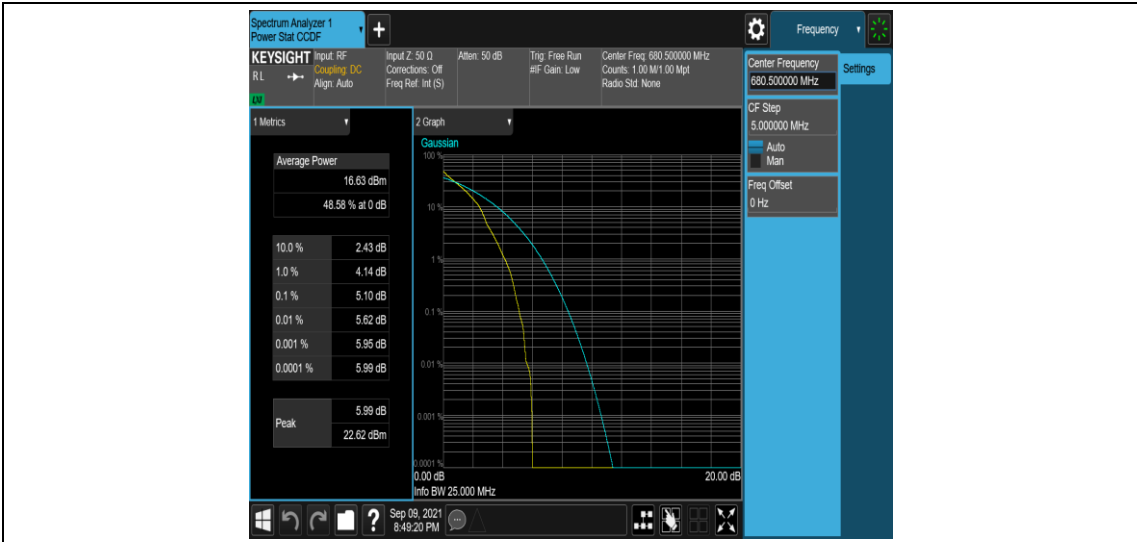 Spectrum Analyzer 1
Power Stat CCDF
+
Frequency
KEYSIGHT
RL
LXI
Input: RF
Coupling: DC
Align: Auto
Input Z: 50 Ω
Corrections: Off
Freq Ref: Int (S)
Atten: 50 dB
Trig: Free Run
#IF Gain: Low
Center Freq: 680.500000 MHz
Counts: 1.00 M/1.00 Mpt
Radio Std: None
Center Frequency
680.500000 MHz
Settings
CF Step
5.000000 MHz
Auto
Man
Freq Offset
0 Hz
1 Metrics
Average Power
16.63 dBm
48.58 % at 0 dB
10.0 % 2.43 dB
1.0 % 4.14 dB
0.1 % 5.10 dB
0.01 % 5.62 dB
0.001 % 5.95 dB
0.0001 % 5.99 dB
Peak
5.99 dB
22.62 dBm
2 Graph
Gaussian
100 %
10 %
1 %
0.1 %
0.01 %
0.001 %
0.0001 %
0.00 dB 20.00 dB
Info BW 25.000 MHz
?
Sep 09, 2021
8:49:20 PM